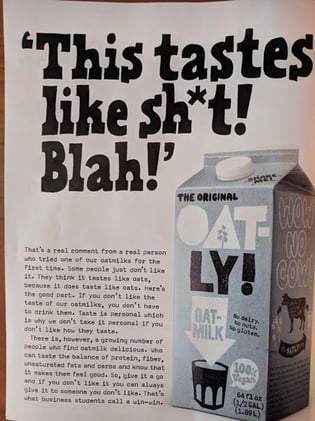 ‘This tastes
like sh*t!
Blah!’
That's a real comment from a real person
who tried one of our oatmilks for the
first time. Some people just don't like
it. They think it tastes like oats,
because it does taste like oats. Here's
the good part. If you don't like the
taste of our oatmilks, you don't have
to drink them. Taste is personal which
is why we don't take it personal if you
don't like how they taste.
There is, however, a growing number of
people who find oatmilk delicious. Who
can taste the balance of protein, fiber,
unsaturated fats and carbs and know that
it makes them feel good. So, give it a go
and if you don't like it you can always
give it to someone you don't like. That's
what business students call a win-win.
SHAKE ME!
THE ORIGINAL
OAT-
LY!
OAT-
MILK
No dairy.
No nuts.
No gluten.
100%
Vegan!
64 fl oz
(1/2 GAL)
(1.89 L)
WOW
NO
COW!